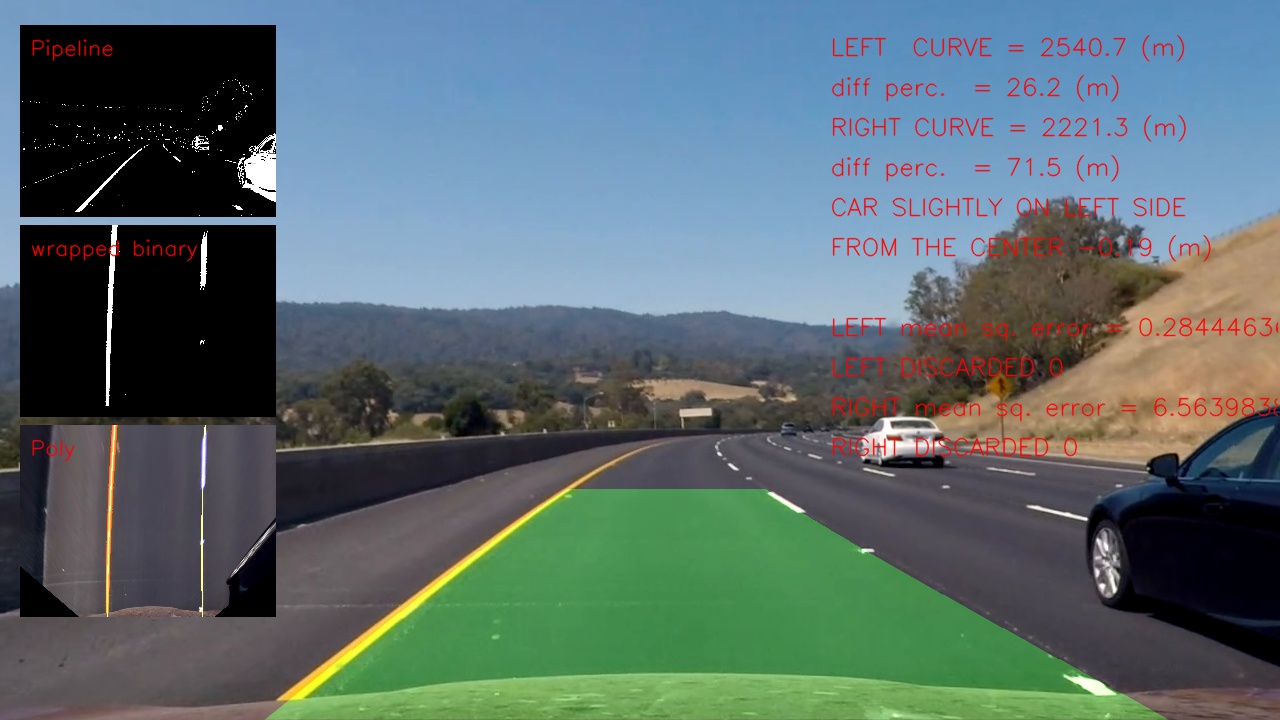 Pipeline
wrapped binary
Poly
LEFT  CURVE = 2540.7 (m)
diff perc.  = 26.2 (m)
RIGHT CURVE = 2221.3 (m)
diff perc.  = 71.5 (m)
CAR SLIGHTLY ON LEFT SIDE
FROM THE CENTER -0.19 (m)
LEFT mean sq. error = 0.2844463
LEFT DISCARDED 0
RIGHT mean sq. error = 6.563983
RIGHT DISCARDED 0